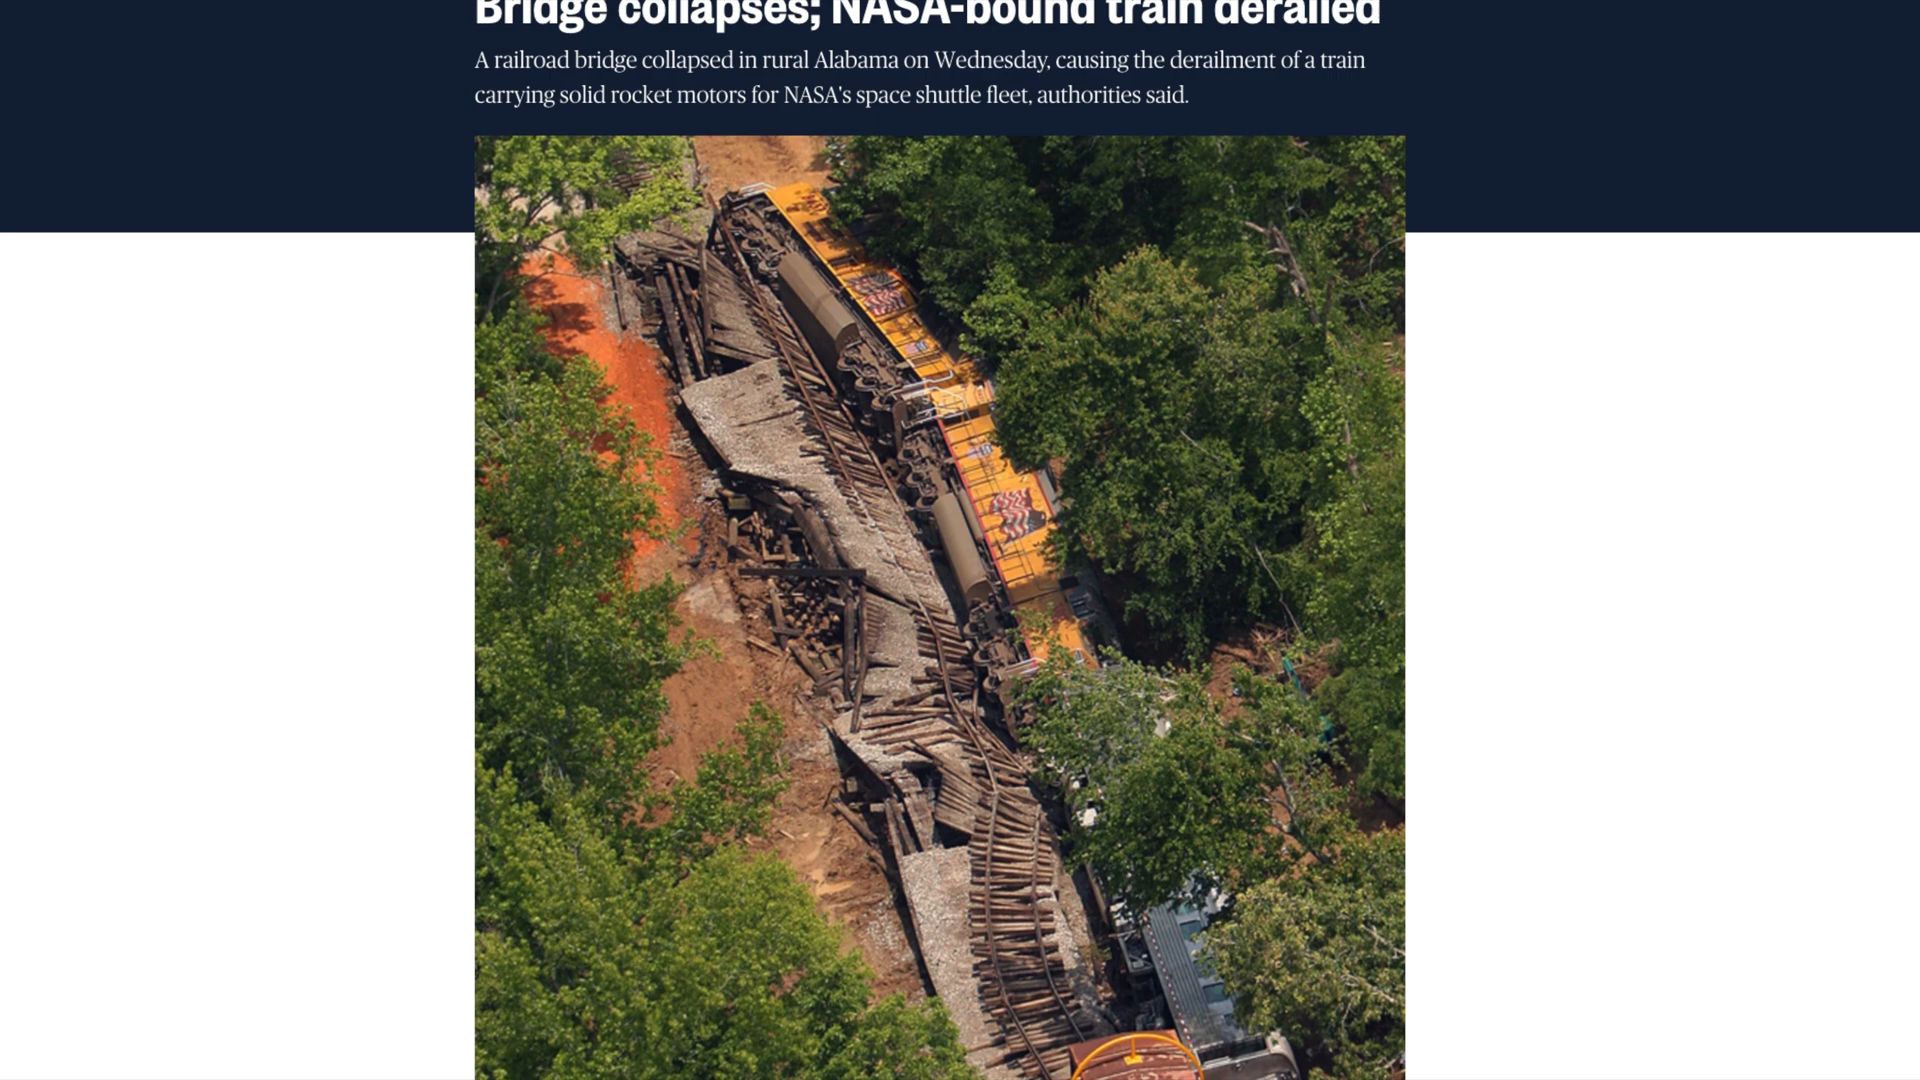 Bridge collapses; NASA-bound train derailed
A railroad bridge collapsed in rural Alabama on Wednesday, causing the derailment of a train
carrying solid rocket motors for NASA's space shuttle fleet, authorities said.